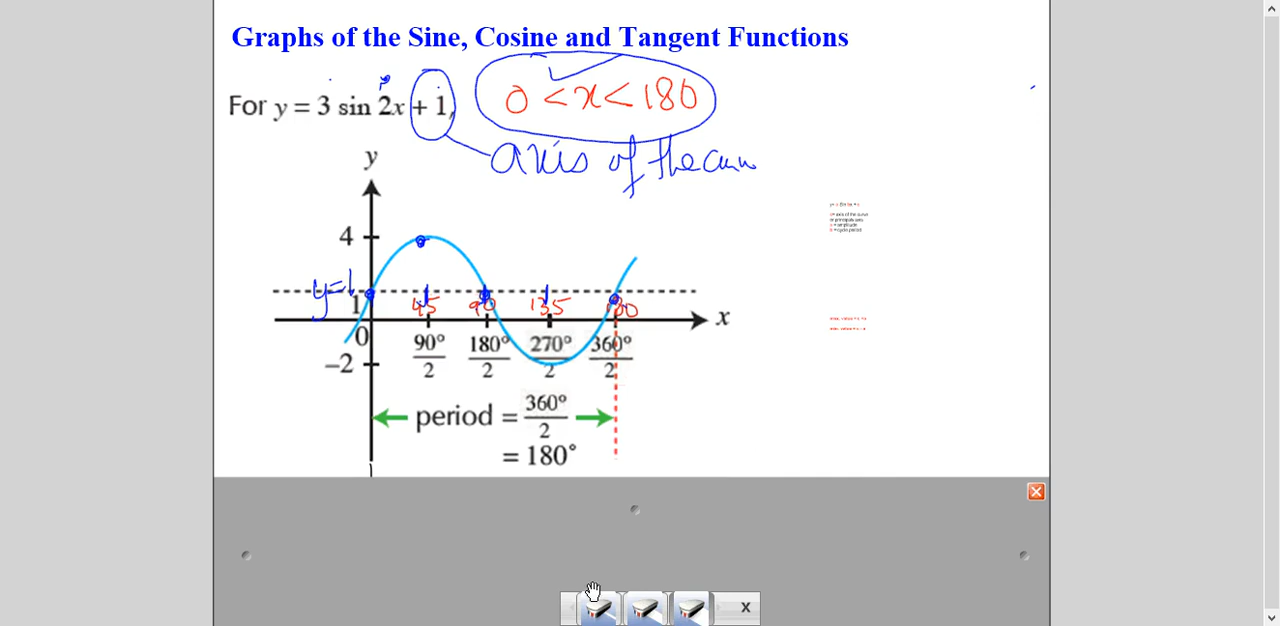 Graphs of the Sine, Cosine and Tangent Functions
For y = 3 sin 2x + 1,
0 < x < 180
axis of the
y
4
y=1
1
45 90 135 180
x
0
90°/2 180°/2 270°/2 360°/2
−2
period = 360°/2
= 180°
x